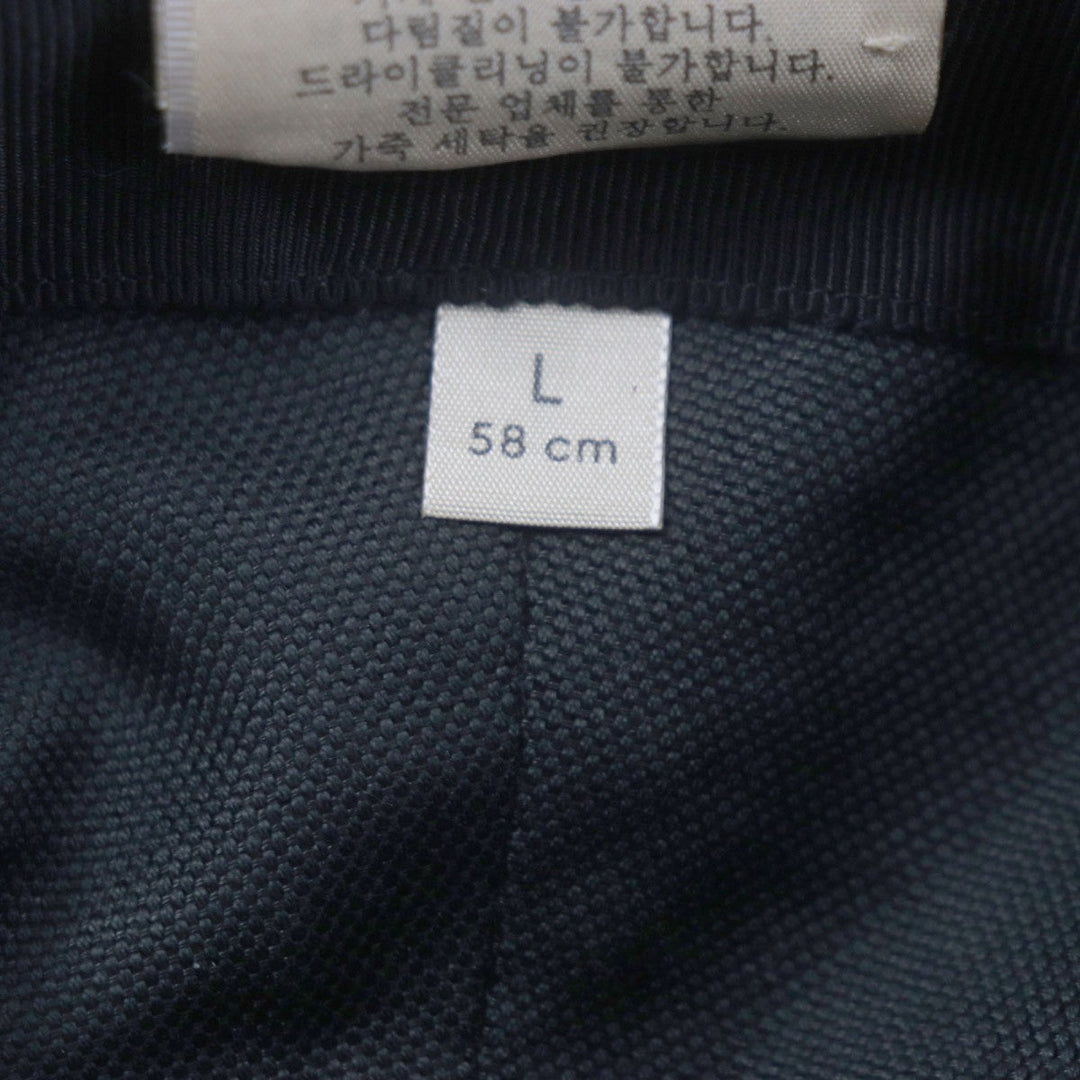 다림질이 불가합니다.
드라이클리닝이 불가합니다.
전문 업체를 통한
가죽 세탁을 권장합니다.
L
58 cm